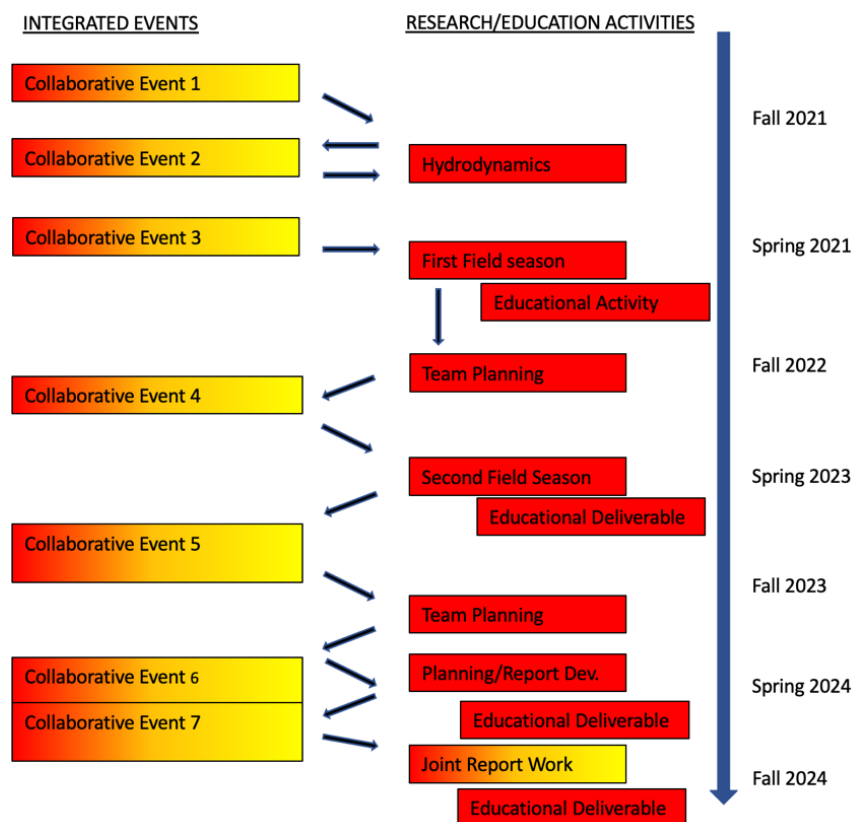 INTEGRATED EVENTS
RESEARCH/EDUCATION ACTIVITIES
Collaborative Event 1
Fall 2021
Collaborative Event 2
Hydrodynamics
Collaborative Event 3
Spring 2021
First Field season
Educational Activity
Fall 2022
Team Planning
Collaborative Event 4
Second Field Season
Spring 2023
Educational Deliverable
Collaborative Event 5
Fall 2023
Team Planning
Collaborative Event 6
Planning/Report Dev.
Spring 2024
Collaborative Event 7
Educational Deliverable
Joint Report Work
Fall 2024
Educational Deliverable